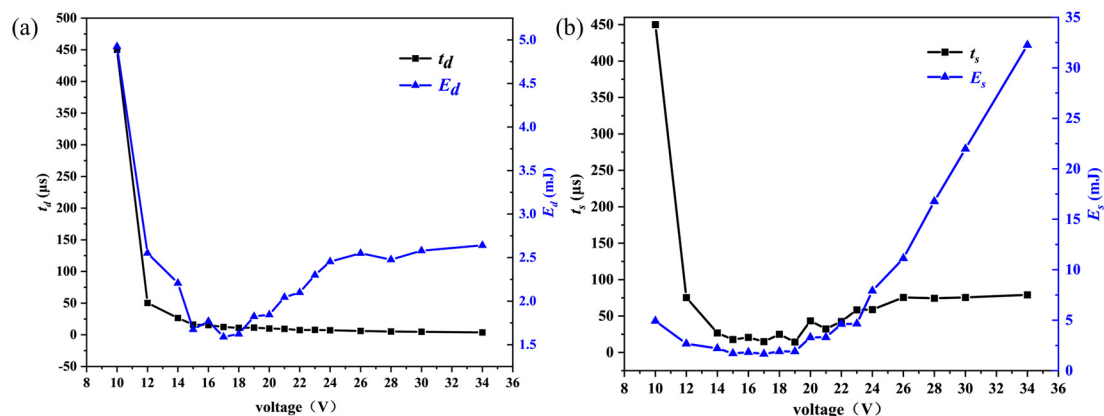 (a)
500
450
400
350
300
250
200
150
100
50
0
-50
t_d (μs)
8 10 12 14 16 18 20 22 24 26 28 30 32 34 36
voltage（V）
5.0
4.5
4.0
3.5
3.0
2.5
2.0
1.5
E_d (mJ)
t_d
E_d
(b)
450
400
350
300
250
200
150
100
50
0
t_s (μs)
8 10 12 14 16 18 20 22 24 26 28 30 32 34 36
voltage（V）
35
30
25
20
15
10
5
0
E_s (mJ)
t_s
E_s